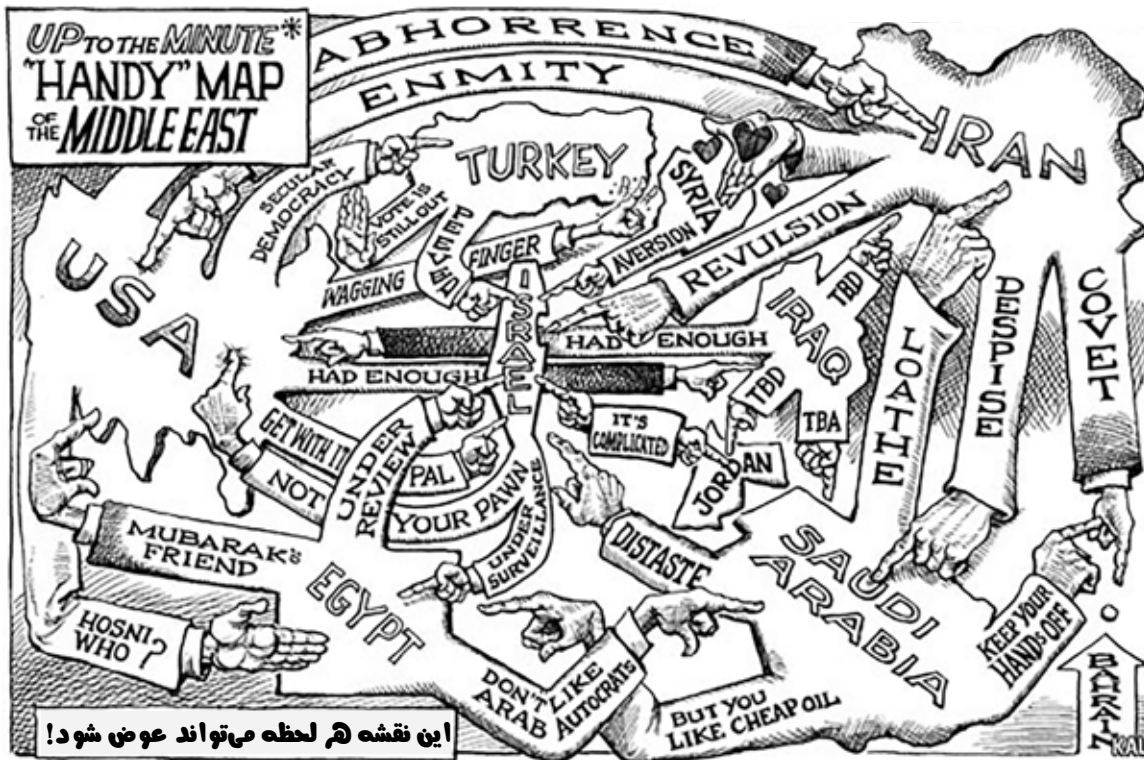 UP TO THE MINUTE*
"HANDY" MAP
OF THE MIDDLE EAST
ABHORRENCE
ENMITY
IRAN
USA
SECULAR
DEMOCRACY
TURKEY
VOTE IS
STILL OUT
WAGGING
FINGER
SYRIA
AVERSION
REVULSION
ISRAEL
HAD ENOUGH
HAD ENOUGH
IRAQ
TBD
TBD
TBA
LOATHE
DESPISE
COVET
GET WITH IT
NOT
UNDER
REVIEW
PAL
YOUR PAWN
UNDER
SURVEILLANCE
IT'S
COMPLICATED
JORDAN
DISTASTE
MUBARAK'S
FRIEND
HOSNI
WHO?
EGYPT
SAUDI
ARABIA
KEEP YOUR
HANDS OFF
BAHRAIN
DON'T LIKE
ARAB AUTOCRATS
BUT YOU
LIKE CHEAP OIL
این نقشه هر لحظه می‌تواند عوض شود!
KAL